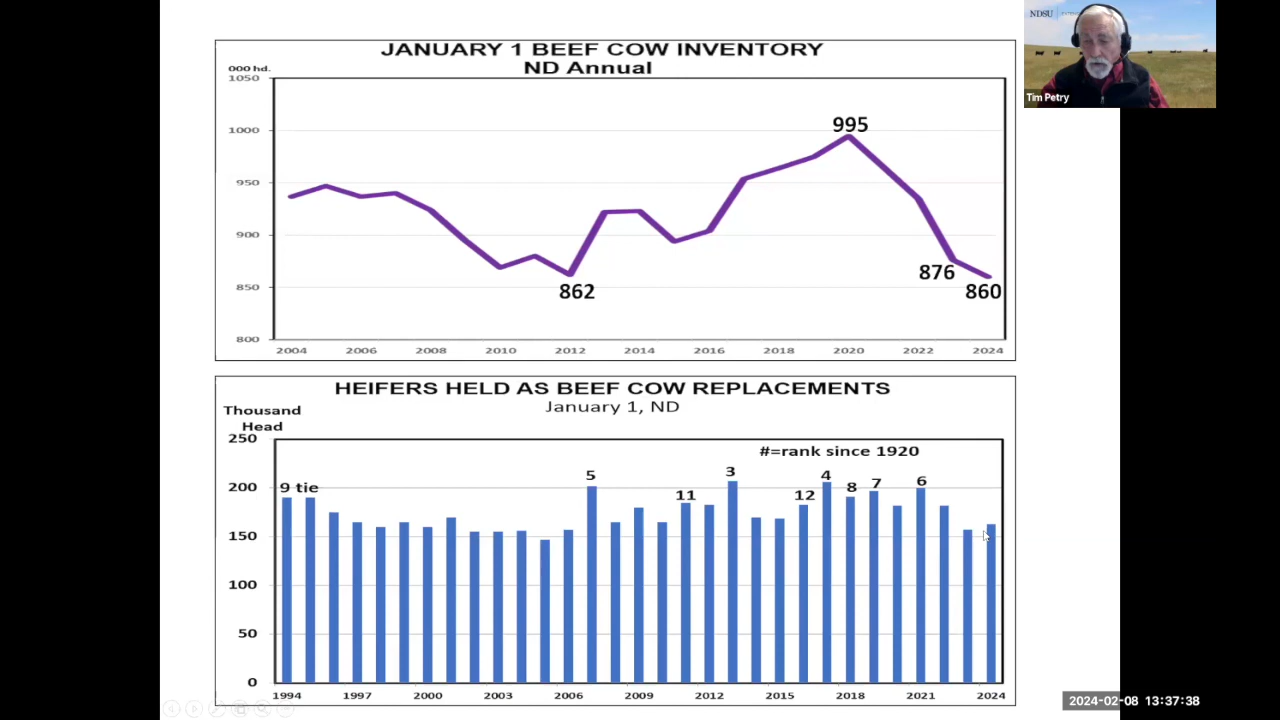 JANUARY 1 BEEF COW INVENTORY
ND Annual
000 hd.
1050
1000
950
900
850
800
995
862
876
860
2004 2006 2008 2010 2012 2014 2016 2018 2020 2022 2024
HEIFERS HELD AS BEEF COW REPLACEMENTS
January 1, ND
Thousand
Head
250
200
150
100
50
0
#=rank since 1920
9 tie 5 11 3 12 4 8 7 6
1994 1997 2000 2003 2006 2009 2012 2015 2018 2021 2024
NDSU
Tim Petry
2024-02-08 13:37:38